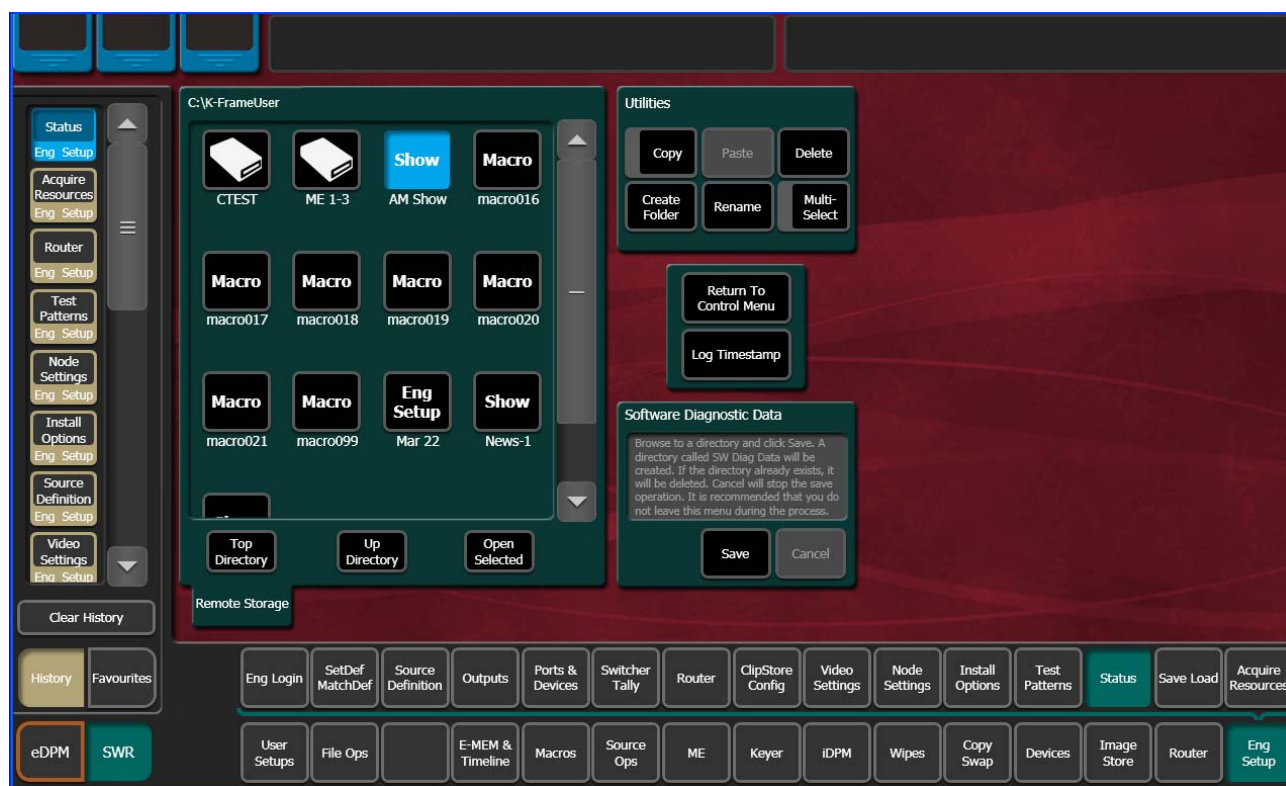 C:\K-FrameUser
CTEST
ME 1-3
Show
AM Show
Macro
macro016
Macro
macro017
Macro
macro018
Macro
macro019
Macro
macro020
Macro
macro021
Macro
macro099
Eng
Setup
Mar 22
Show
News-1
Top
Directory
Up
Directory
Open
Selected
Remote Storage
Utilities
Copy
Paste
Delete
Create
Folder
Rename
Multi-
Select
Return To
Control Menu
Log Timestamp
Software Diagnostic Data
Browse to a directory and click Save. A
directory called SW Diag Data will be
created. If the directory already exists, it
will be deleted. Cancel will stop the save
operation. It is recommended that you do
not leave this menu during the process.
Save
Cancel
Status
Eng Setup
Acquire
Resources
Eng Setup
Router
Eng Setup
Test
Patterns
Eng Setup
Node
Settings
Eng Setup
Install
Options
Eng Setup
Source
Definition
Eng Setup
Video
Settings
Eng Setup
Clear History
History
Favourites
Eng Login
SetDef
MatchDef
Source
Definition
Outputs
Ports &
Devices
Switcher
Tally
Router
ClipStore
Config
Video
Settings
Node
Settings
Install
Options
Test
Patterns
Status
Save Load
Acquire
Resources
eDPM
SWR
User
Setups
File Ops
E-MEM &
Timeline
Macros
Source
Ops
ME
Keyer
iDPM
Wipes
Copy
Swap
Devices
Image
Store
Router
Eng
Setup